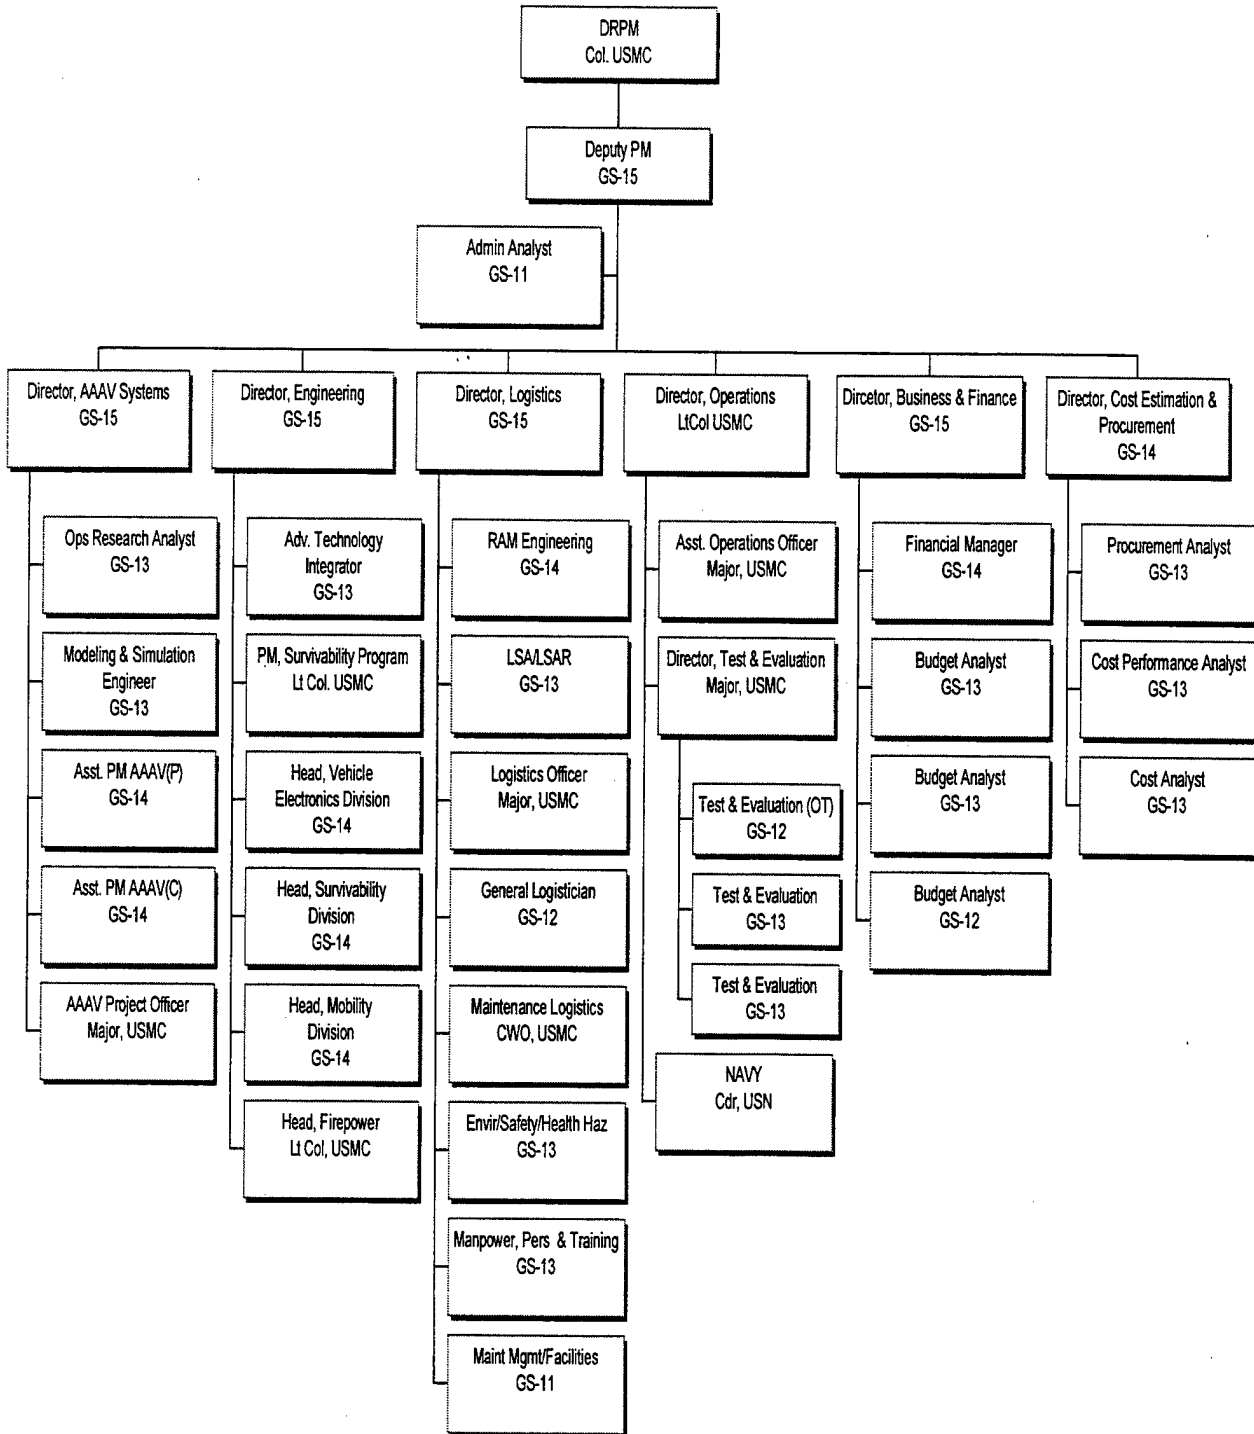 DRPM
Col. USMC
Deputy PM
GS-15
Admin Analyst
GS-11
Director, AAAV Systems
GS-15
Director, Engineering
GS-15
Director, Logistics
GS-15
Director, Operations
LtCol USMC
Dircetor, Business & Finance
GS-15
Director, Cost Estimation &
Procurement
GS-14
Ops Research Analyst
GS-13
Modeling & Simulation
Engineer
GS-13
Asst. PM AAAV(P)
GS-14
Asst. PM AAAV(C)
GS-14
AAAV Project Officer
Major, USMC
Adv. Technology
Integrator
GS-13
PM, Survivability Program
Lt Col. USMC
Head, Vehicle
Electronics Division
GS-14
Head, Survivability
Division
GS-14
Head, Mobility
Division
GS-14
Head, Firepower
Lt Col, USMC
RAM Engineering
GS-14
LSA/LSAR
GS-13
Logistics Officer
Major, USMC
General Logistician
GS-12
Maintenance Logistics
CWO, USMC
Envir/Safety/Health Haz
GS-13
Manpower, Pers & Training
GS-13
Maint Mgmt/Facilities
GS-11
Asst. Operations Officer
Major, USMC
Director, Test & Evaluation
Major, USMC
Test & Evaluation (OT)
GS-12
Test & Evaluation
GS-13
Test & Evaluation
GS-13
NAVY
Cdr, USN
Financial Manager
GS-14
Budget Analyst
GS-13
Budget Analyst
GS-13
Budget Analyst
GS-12
Procurement Analyst
GS-13
Cost Performance Analyst
GS-13
Cost Analyst
GS-13